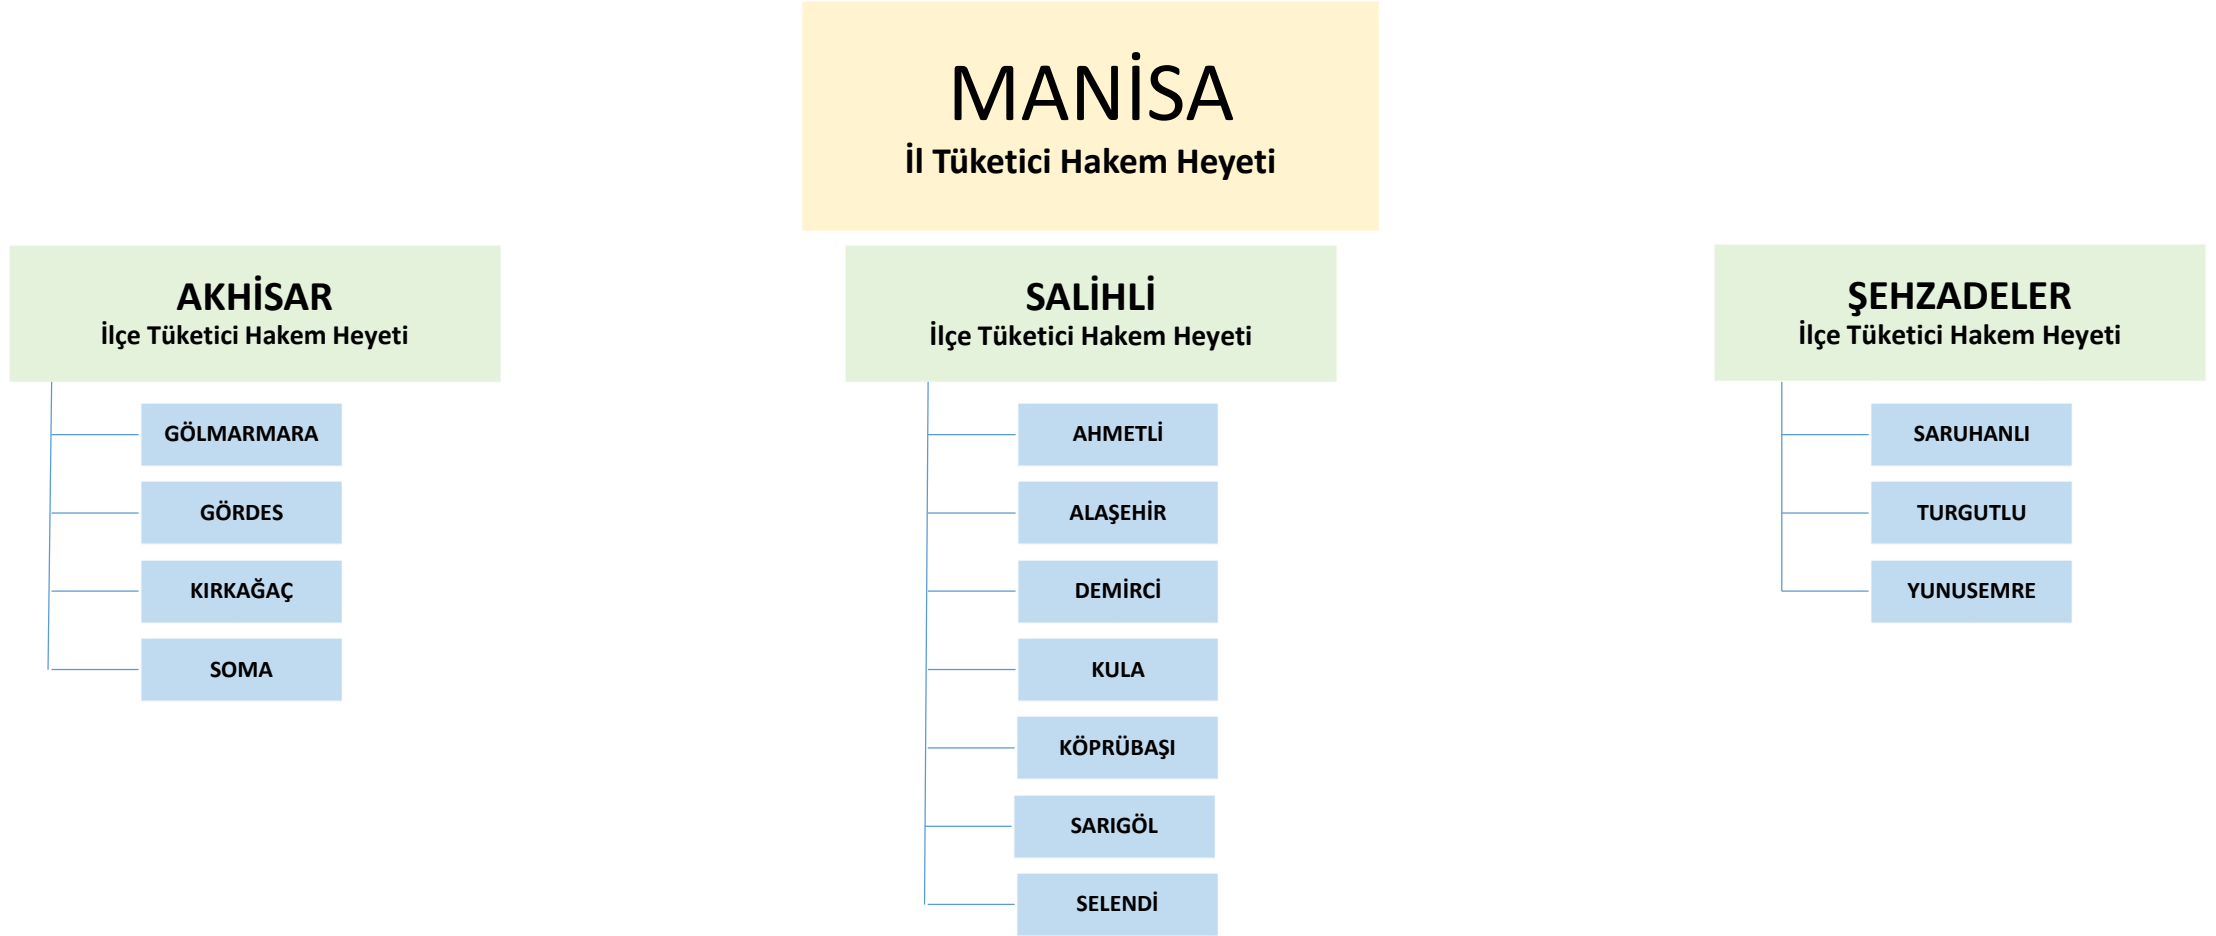 MANİSA
İl Tüketici Hakem Heyeti
AKHİSAR
İlçe Tüketici Hakem Heyeti
GÖLMARMARA
GÖRDES
KIRKAĞAÇ
SOMA
SALİHLİ
İlçe Tüketici Hakem Heyeti
AHMETLİ
ALAŞEHİR
DEMİRCİ
KULA
KÖPRÜBAŞI
SARIGÖL
SELENDİ
ŞEHZADELER
İlçe Tüketici Hakem Heyeti
SARUHANLI
TURGUTLU
YUNUSEMRE